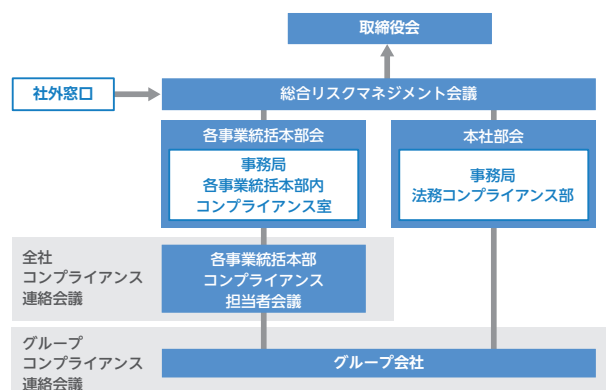 取締役会
社外窓口
総合リスクマネジメント会議
各事業統括本部会
事務局
各事業統括本部内
コンプライアンス室
本社部会
事務局
法務コンプライアンス部
全社
コンプライアンス
連絡会議
各事業統括本部
コンプライアンス
担当者会議
グループ
コンプライアンス
連絡会議
グループ会社